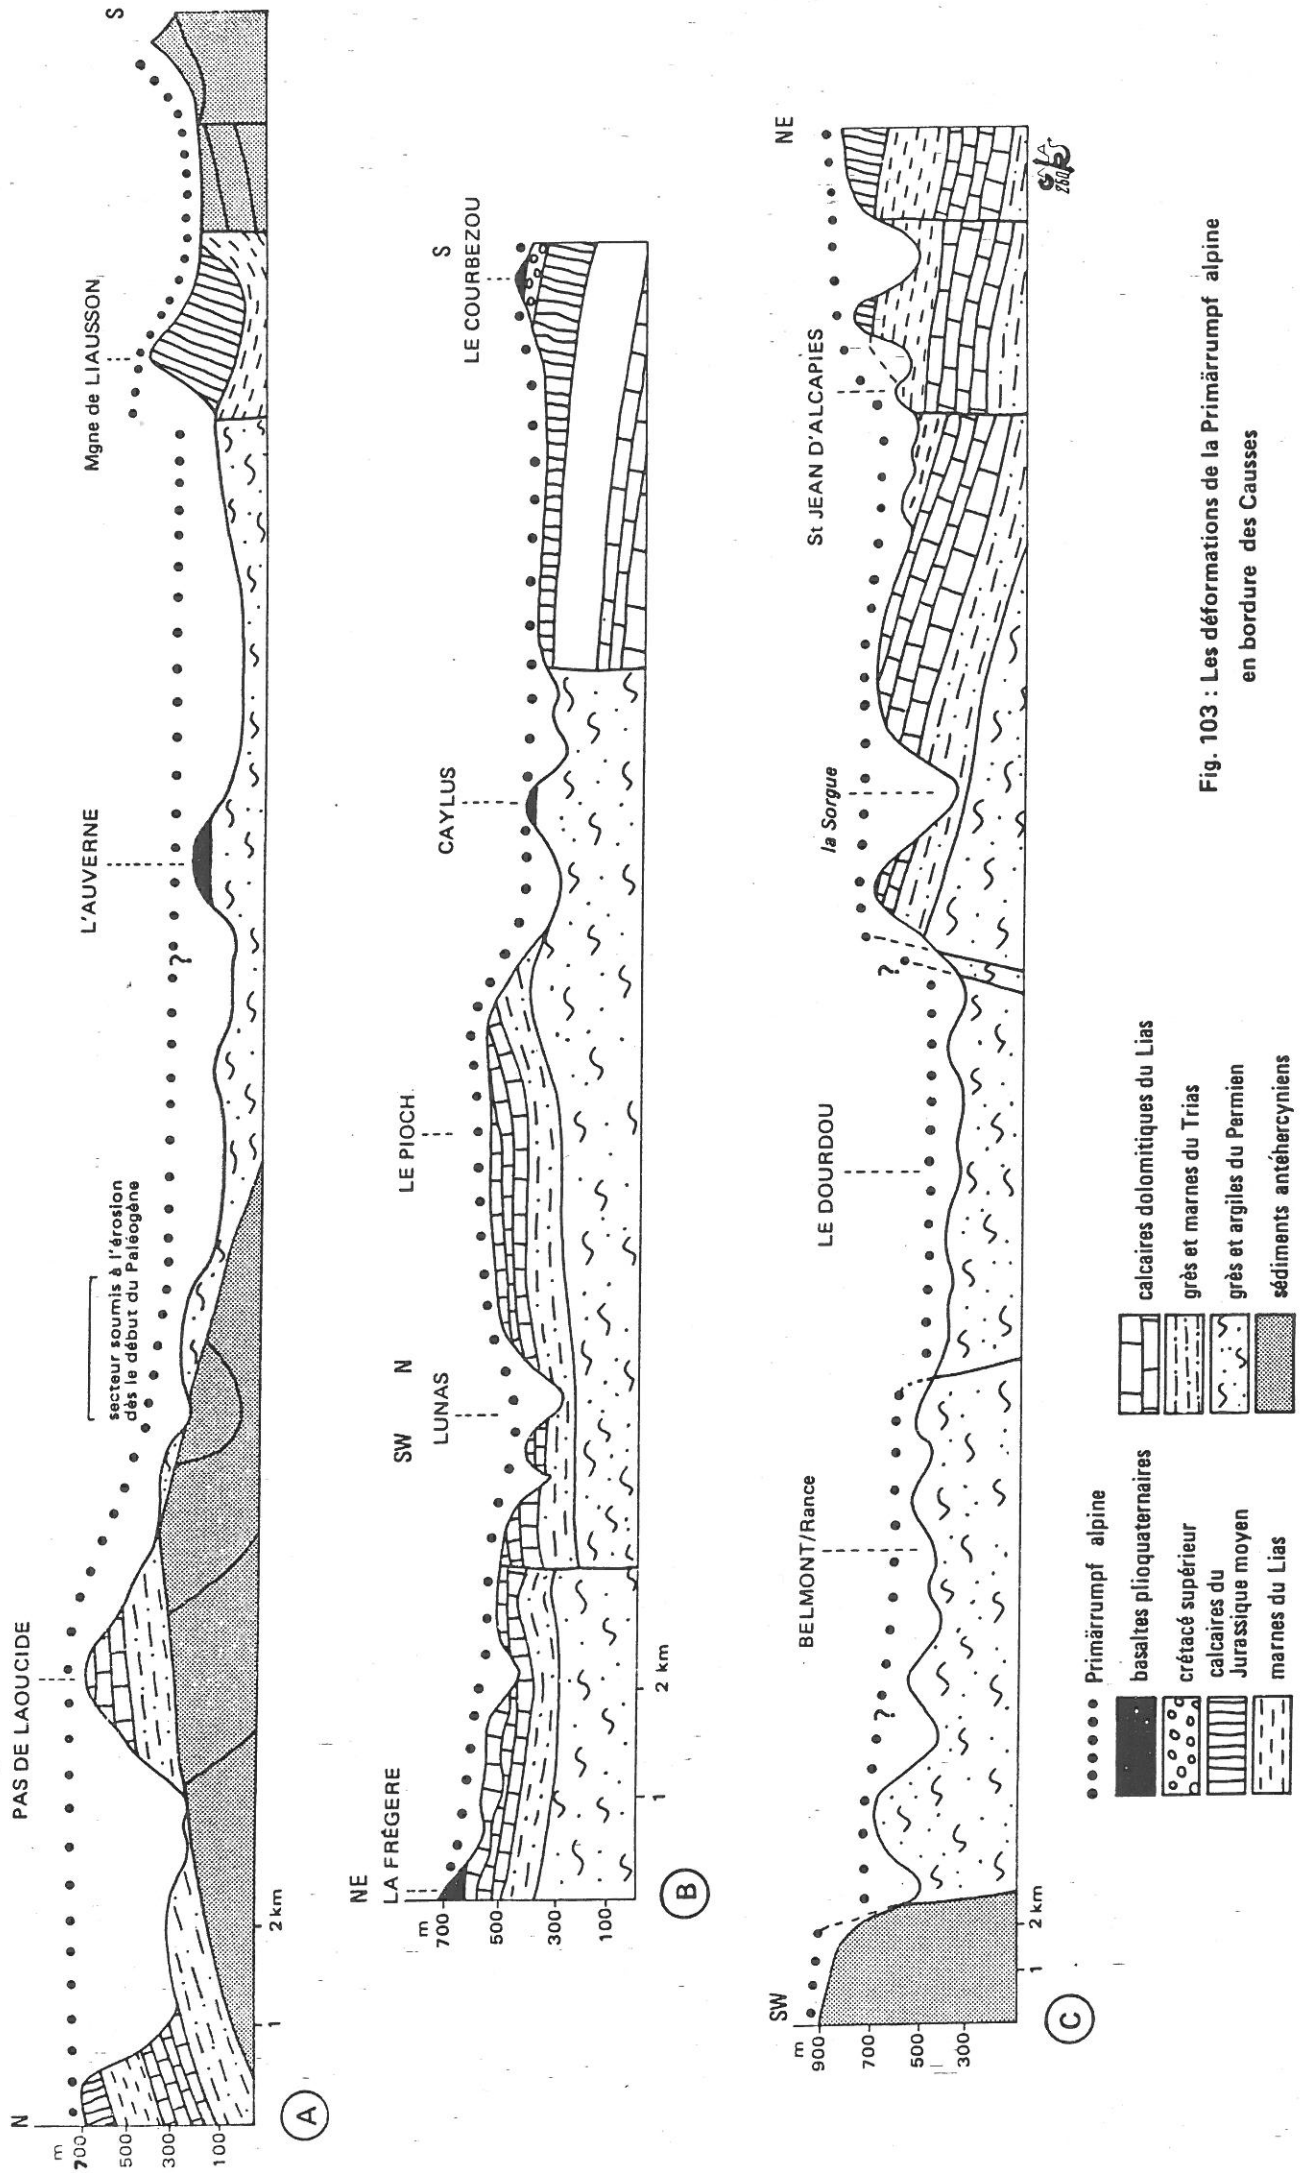 N
S
PAS DE LAOUCIDE
secteur soumis à l'érosion
dès le début du Paléogène
L'AUVERNE
Mgne de LIAUSSON
?
m
700
500
300
100
1
2 km
A
NE
LA FRÉGERE
SW
N
LUNAS
LE PIOCH
CAYLUS
S
LE COURBEZOU
m
700
500
300
100
1
2 km
B
SW
BELMONT/Rance
LE DOURDOU
la Sorgue
St JEAN D'ALCAPIES
NE
?
?
m
900
700
500
300
1
2 km
C
Primärrumpf alpine
basaltes plioquaternaires
crétacé supérieur
calcaires du
Jurassique moyen
marnes du Lias
calcaires dolomitiques du Lias
grès et marnes du Trias
grès et argiles du Permien
sédiments antéhercyniens
Fig. 103 : Les déformations de la Primärrumpf alpine
en bordure des Causses